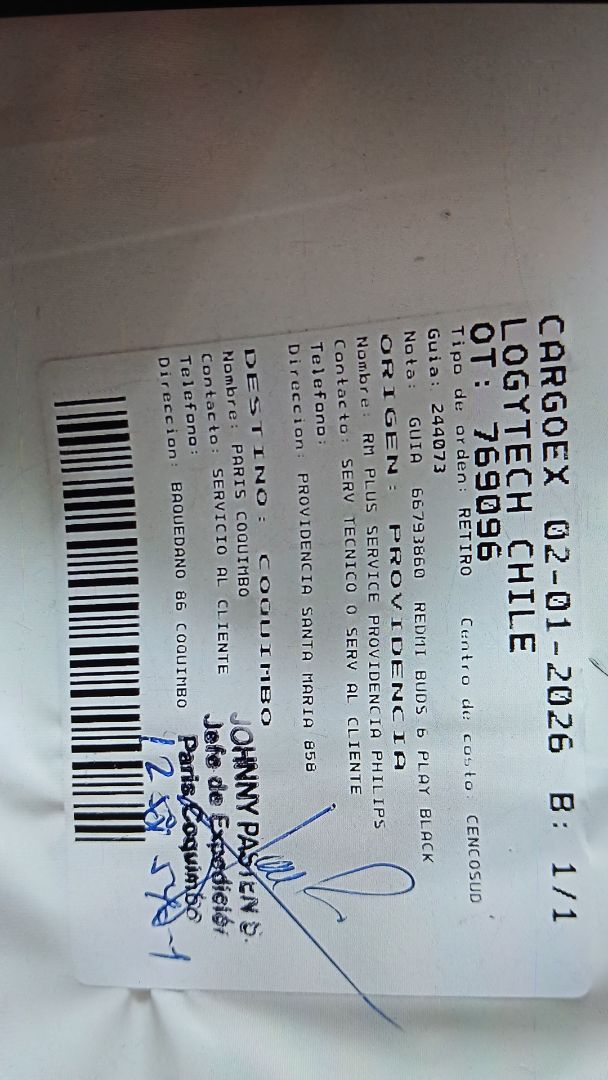 CARGOEX 02-01-2026 B: 1/1
LOGYTECH CHILE
OT: 769096
Tipo de orden: RETIRO Centro de costo: CENCOSUD
Guia: 244073
Nota: GUIA 66793860 REDMI BUDS 6 PLAY BLACK
ORIGEN: PROVIDENCIA
Nombre: RM PLUS SERVICE PROVIDENCIA PHILIPS
Contacto: SERV TECNICO O SERV AL CLIENTE
Telefono:
Direccion: PROVIDENCIA SANTA MARIA 858
DESTINO: COQUIMBO
Nombre: PARIS COQUIMBO
Contacto: SERVICIO AL CLIENTE
Telefono:
Direccion: BAQUEDANO 86 COQUIMBO
JOHNNY PASTEN D.
Jefe de Expedición
Paris Coquimbo